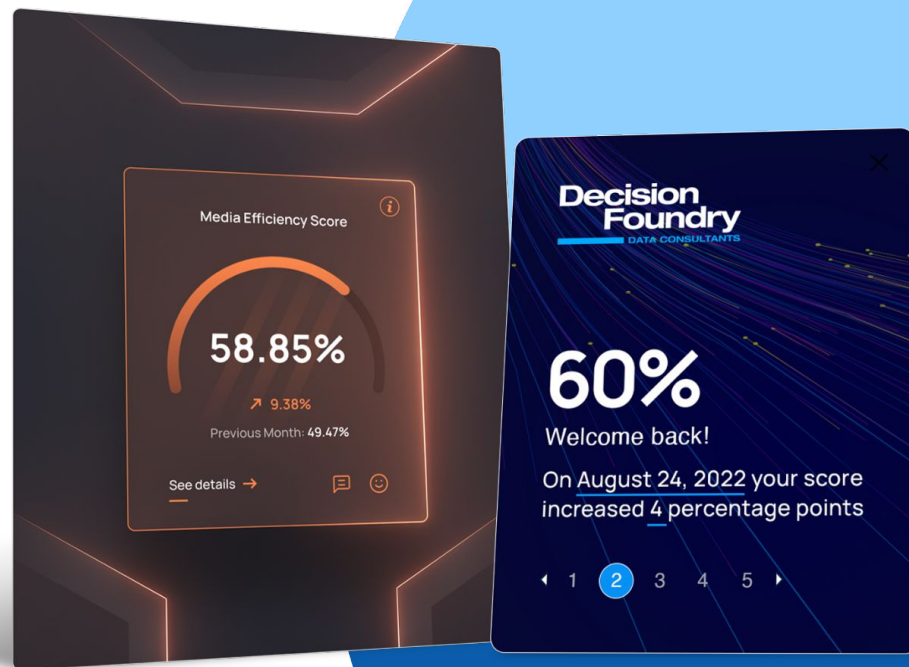 Media Efficiency Score
58.85%
9.38%
Previous Month: 49.47%
See details
Decision
Foundry
DATA CONSULTANTS
60%
Welcome back!
On August 24, 2022 your score
increased 4 percentage points
1 2 3 4 5